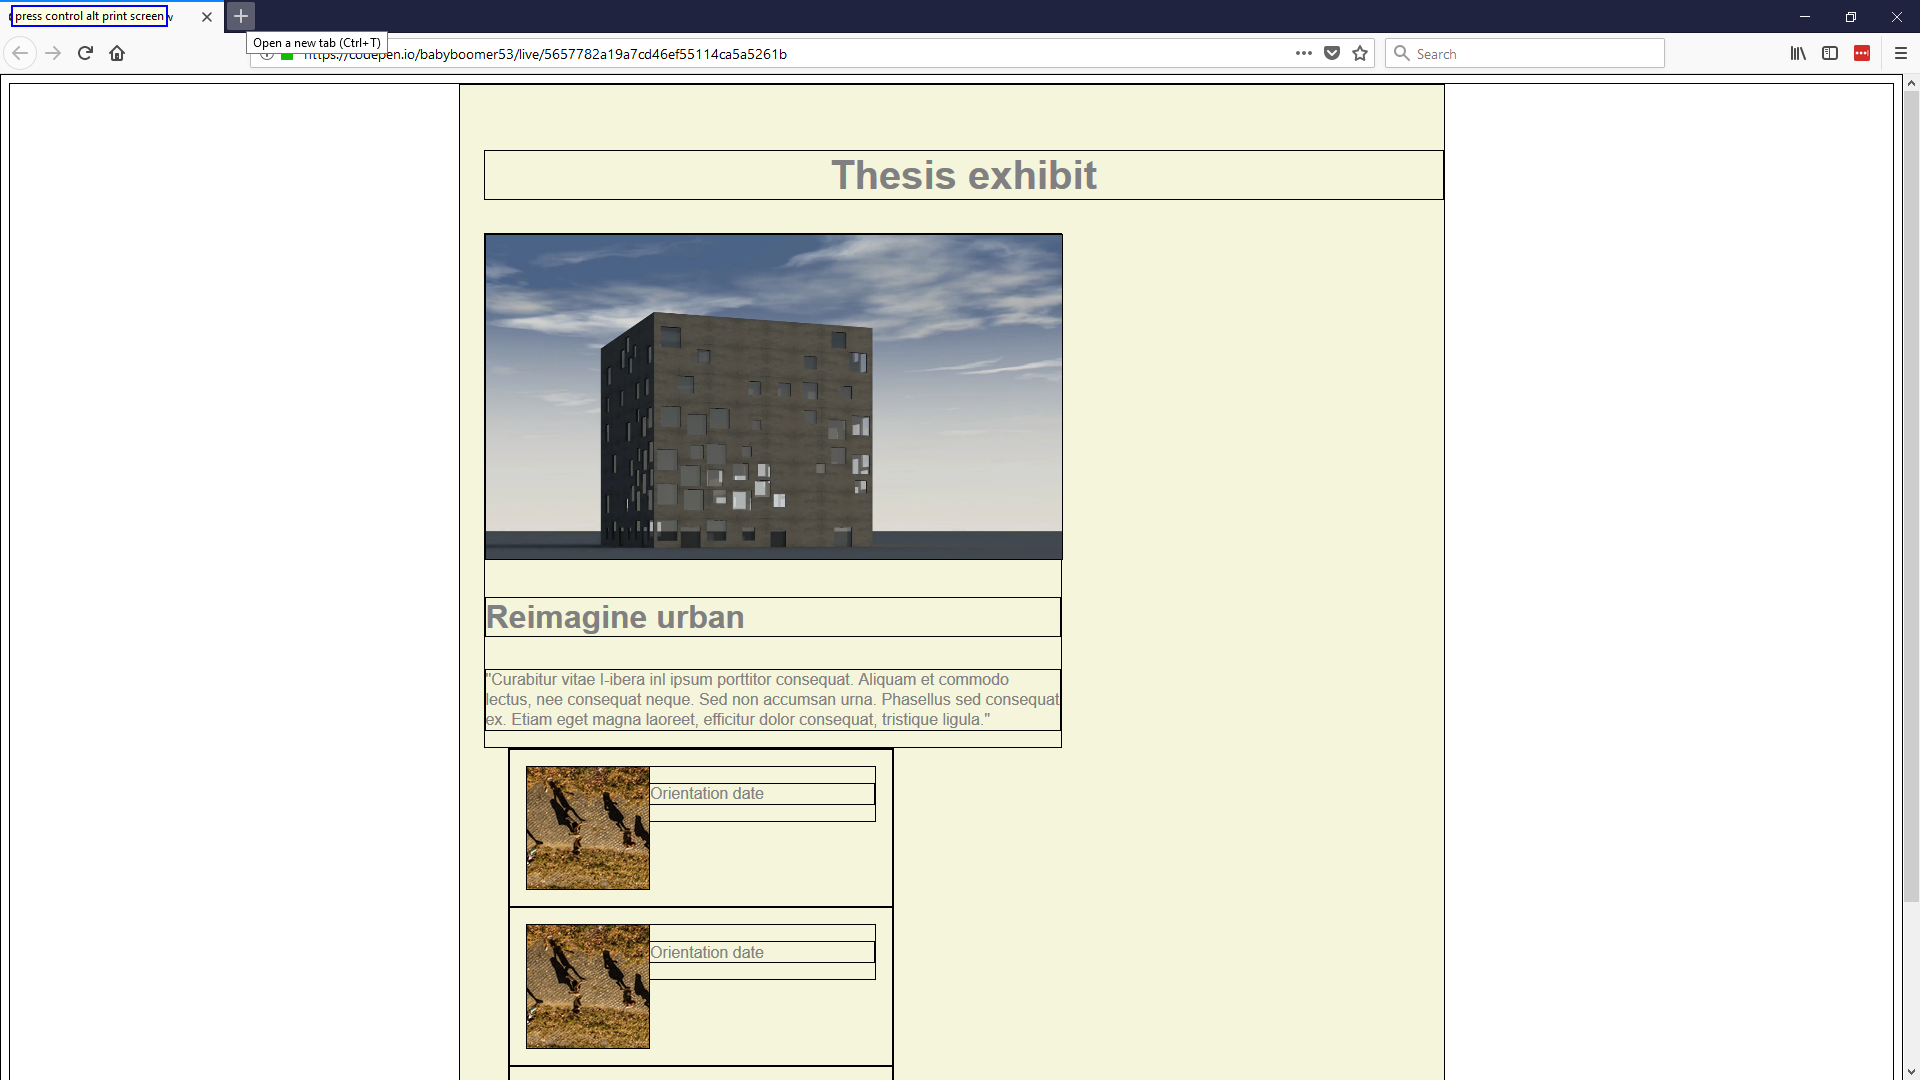 press control alt print screen
Open a new tab (Ctrl+T)
https://codepen.io/babyboomer53/live/5657782a19a7cd46ef55114ca5a5261b
Search
Thesis exhibit
Reimagine urban
"Curabitur vitae l-ibera inl ipsum porttitor consequat. Aliquam et commodo
lectus, nee consequat neque. Sed non accumsan urna. Phasellus sed consequat
ex. Etiam eget magna laoreet, efficitur dolor consequat, tristique ligula."
Orientation date
Orientation date